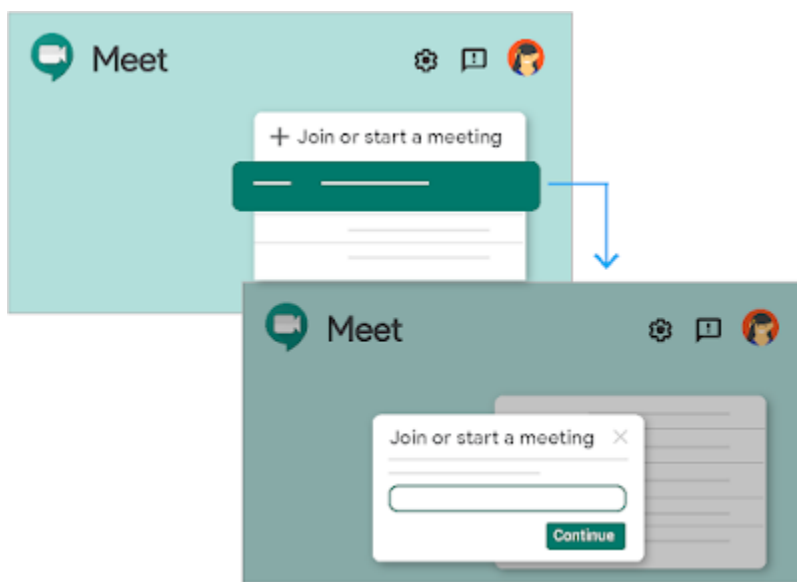 Meet
+ Join or start a meeting
Meet
Join or start a meeting
Continue